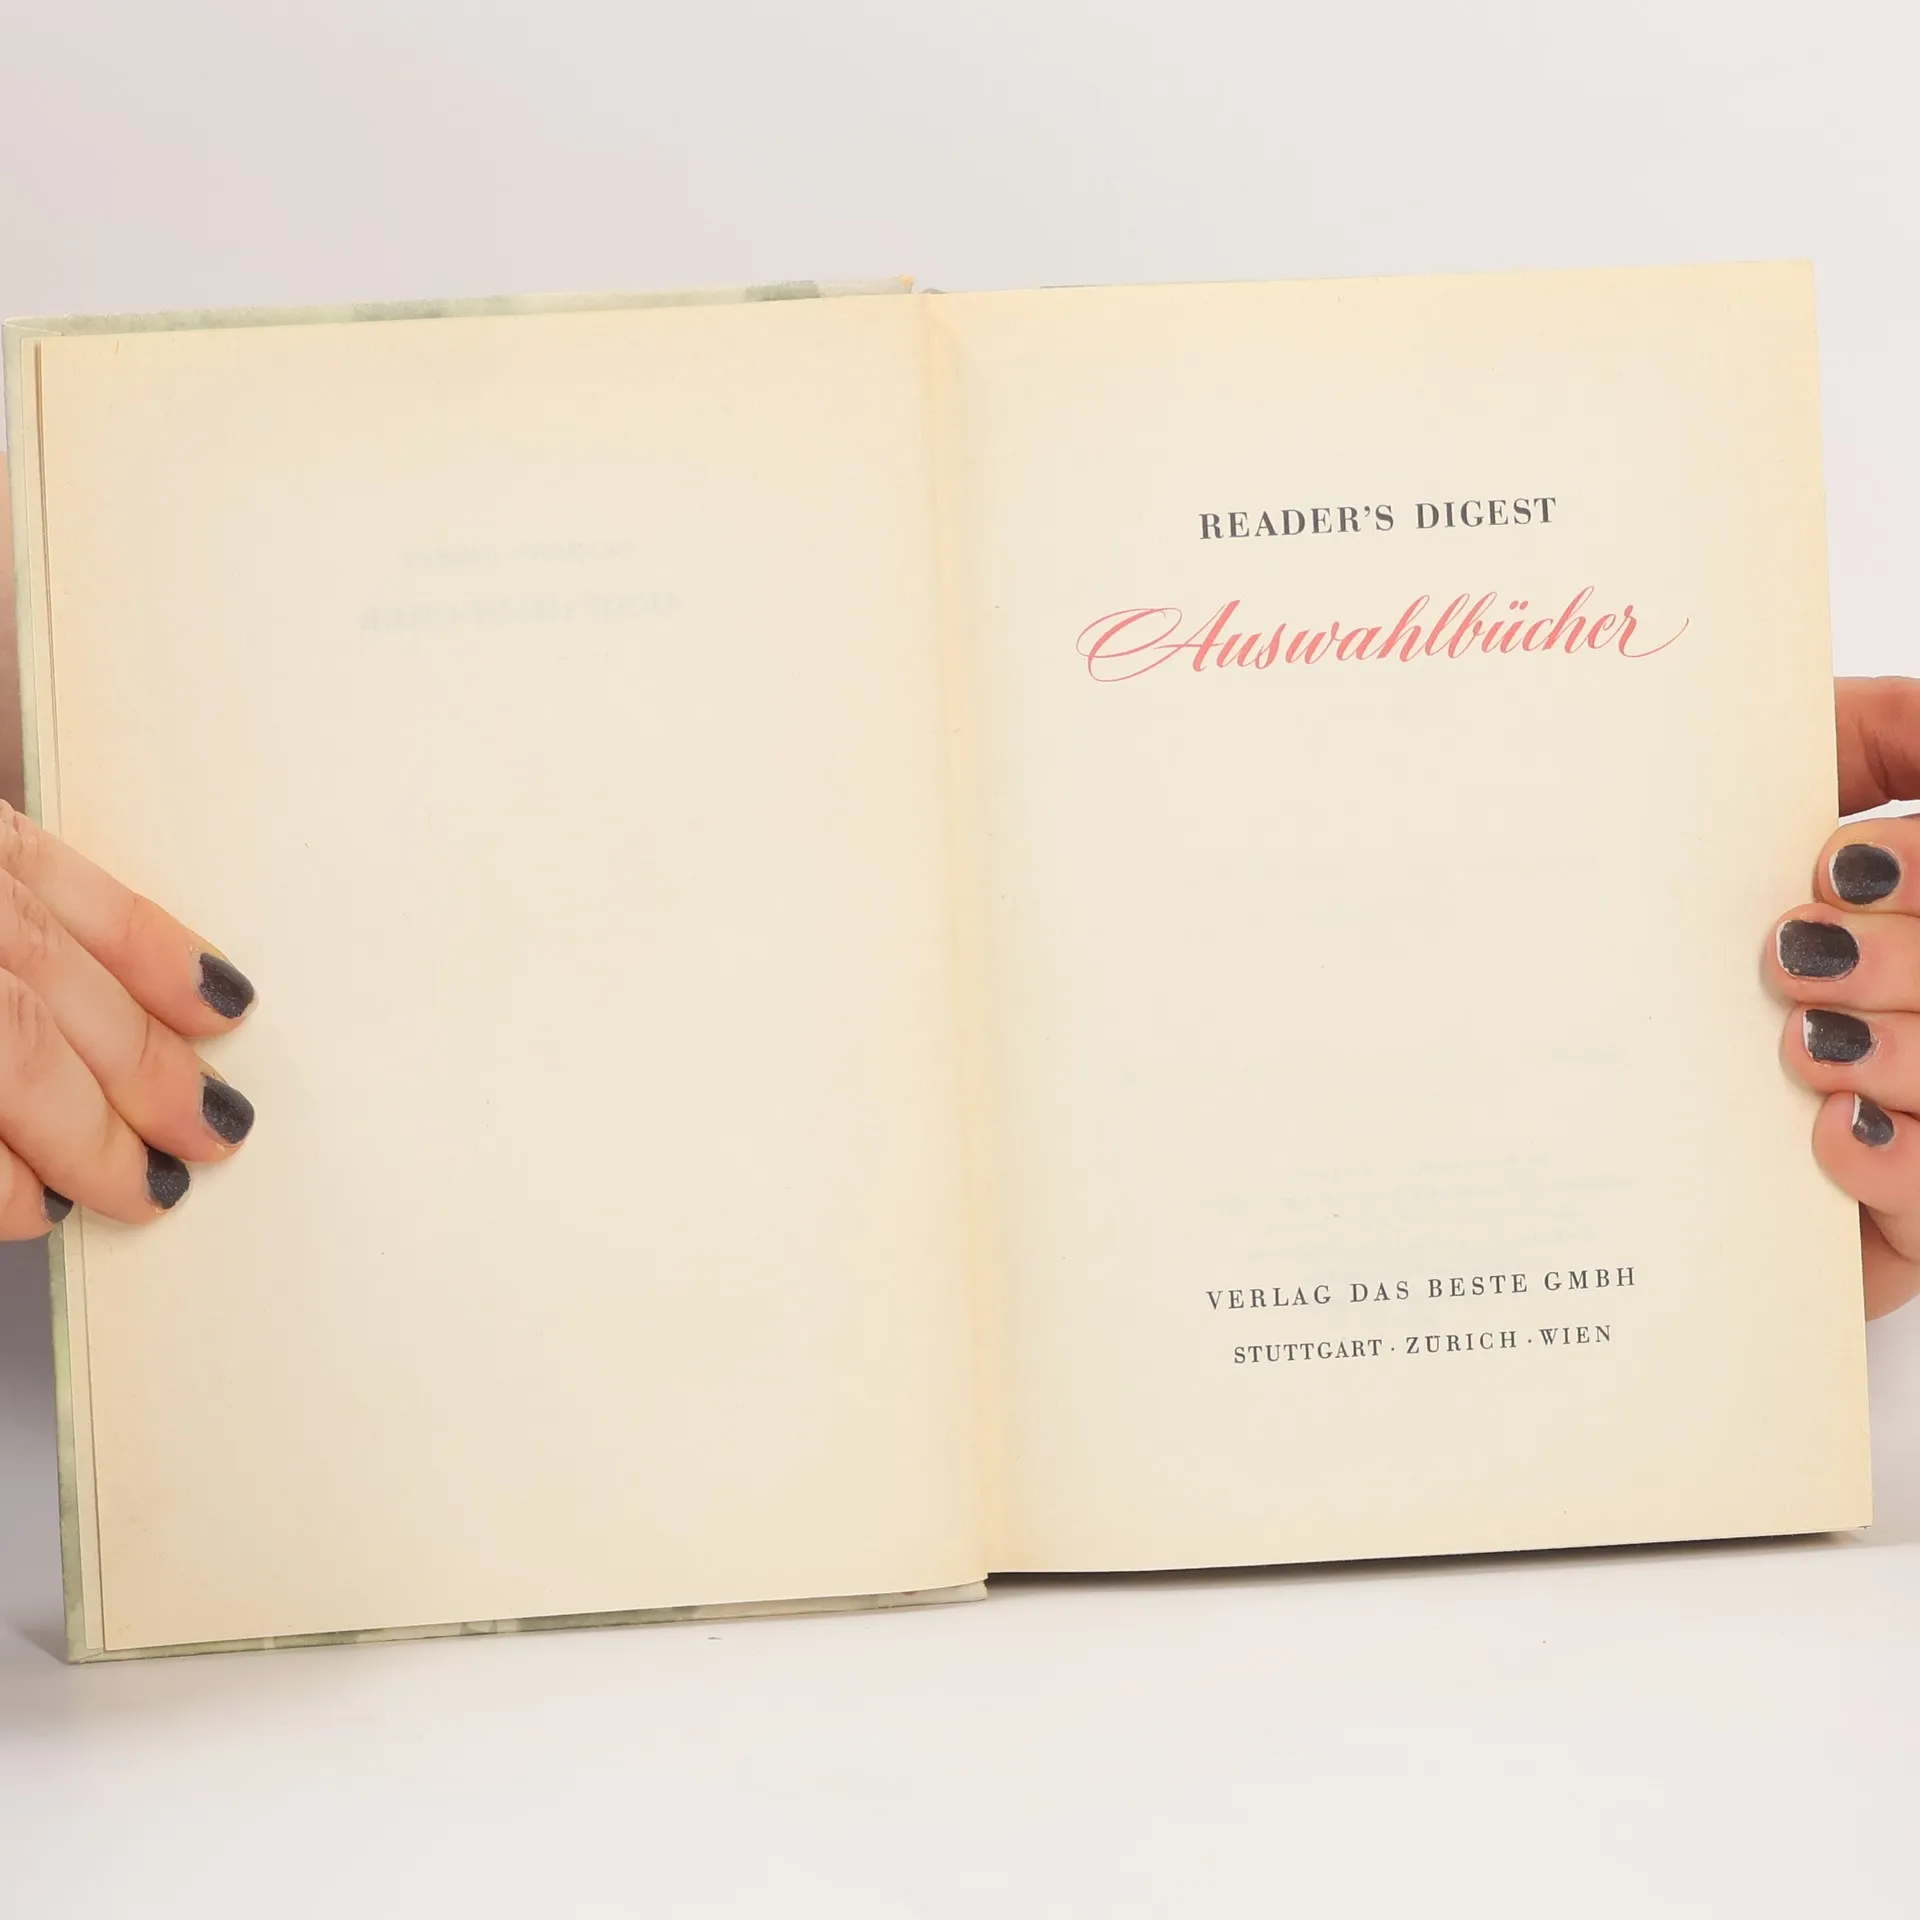 READER'S DIGEST
Auswahlbücher
VERLAG DAS BESTE GMBH
STUTTGART · ZÜRICH · WIEN